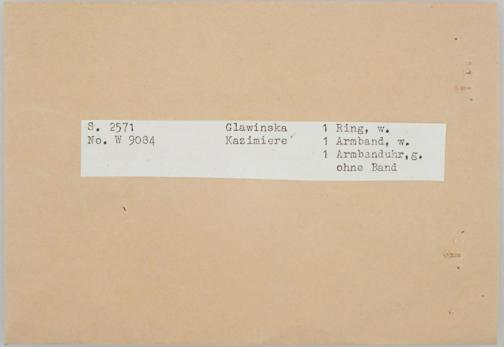 S. 2571 Glawinska 1 Ring, w.
No. W 9084 Kazimiere 1 Armband, w.
1 Armbanduhr, g.
ohne Band